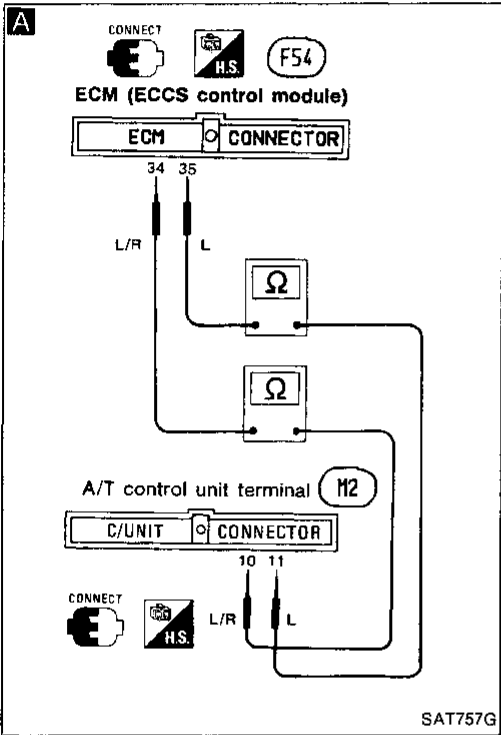 A
CONNECT
H.S.
F54
ECM (ECCS control module)
ECM CONNECTOR
34 35
L/R L
Ω
Ω
A/T control unit terminal M2
C/UNIT CONNECTOR
10 11
CONNECT
H.S.
L/R L
SAT757G